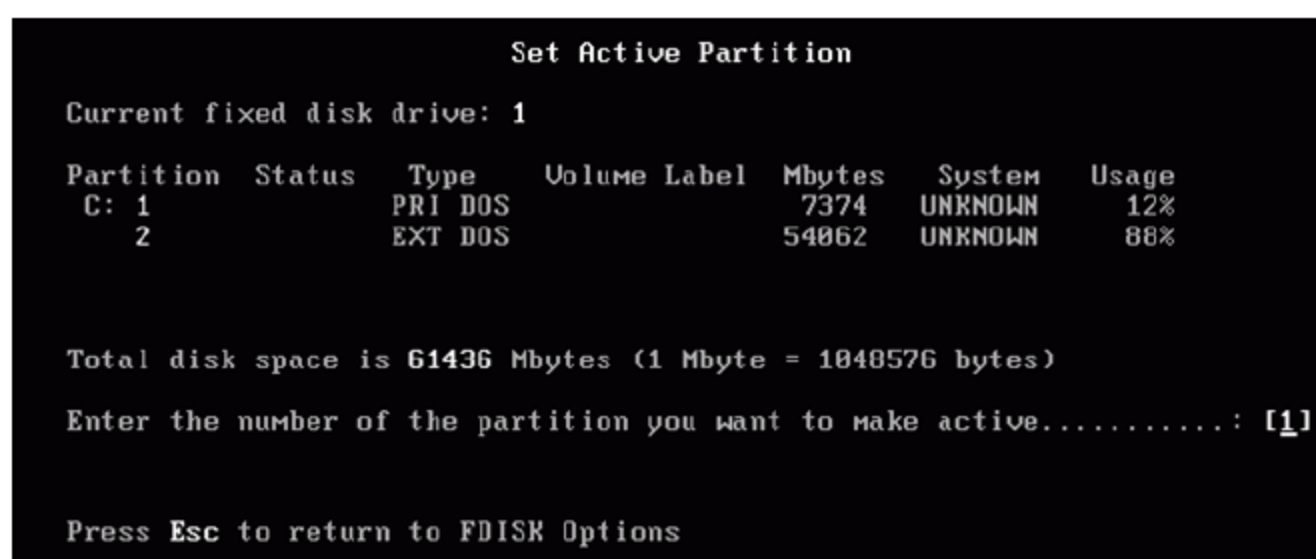 Set Active Partition
Current fixed disk drive: 1
Partition  Status   Type    Volume Label  Mbytes   System   Usage
C: 1                PRI DOS                 7374   UNKNOWN    12%
2                EXT DOS                54062   UNKNOWN    88%
Total disk space is 61436 Mbytes (1 Mbyte = 1048576 bytes)
Enter the number of the partition you want to make active...........: [1]
Press Esc to return to FDISK Options